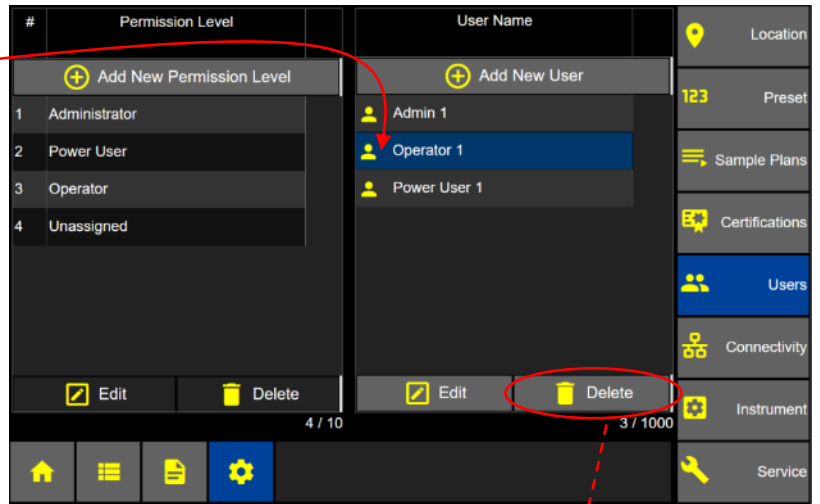 # Permission Level
Add New Permission Level
1 Administrator
2 Power User
3 Operator
4 Unassigned
Edit Delete
4 / 10
User Name
Add New User
Admin 1
Operator 1
Power User 1
Edit Delete
3 / 1000
Location
123 Preset
Sample Plans
Certifications
Users
Connectivity
Instrument
Service